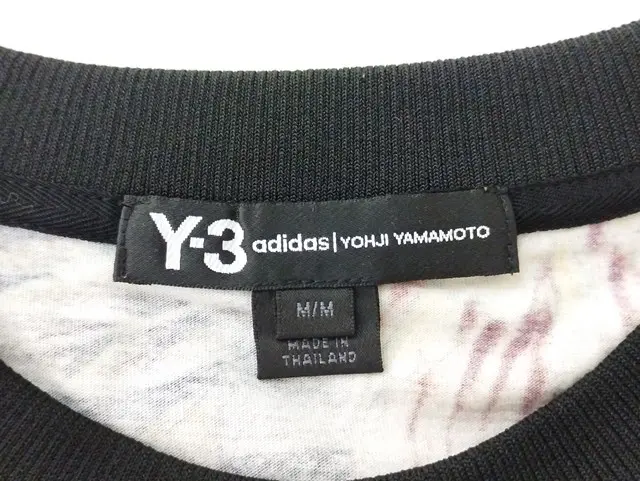 Y-3 adidas | YOHJI YAMAMOTO
M/M
MADE IN
THAILAND